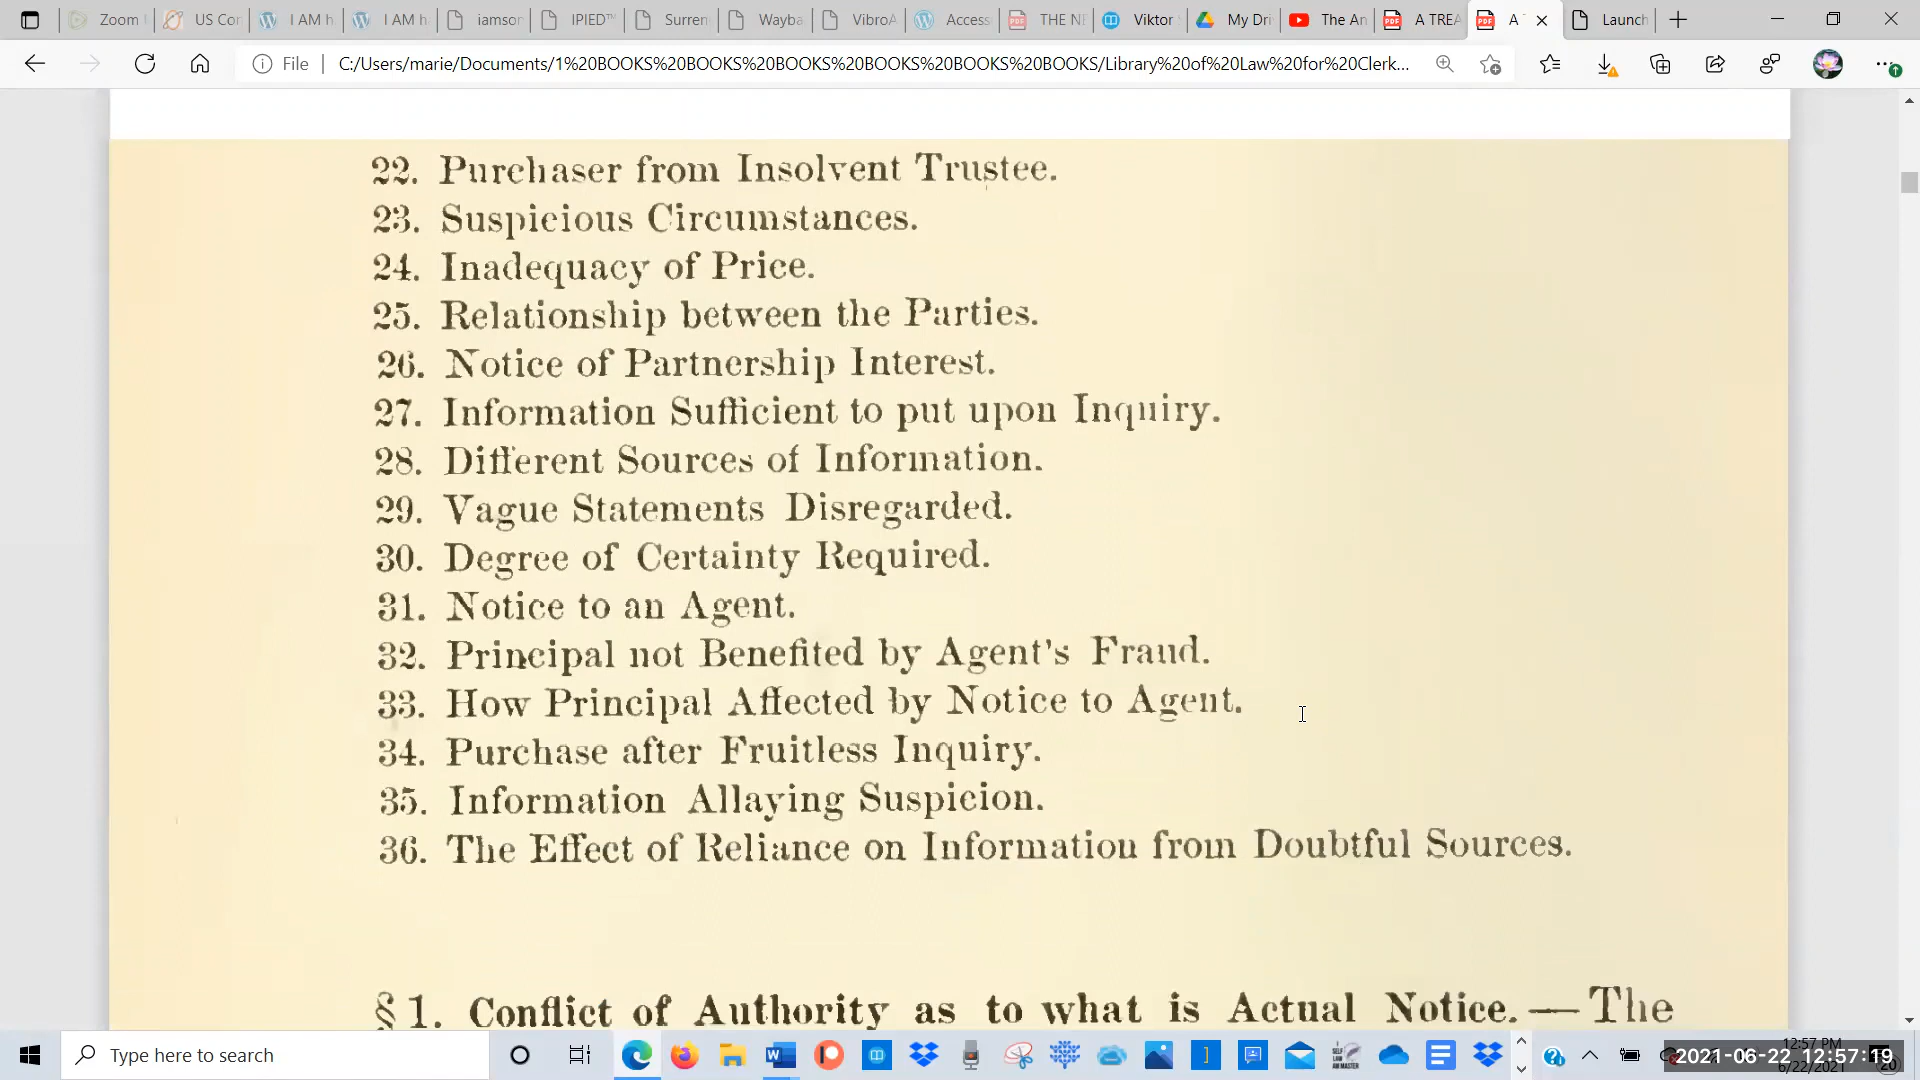 Zoom
US Con
I AM h
I AM h
iamson
IPIED™
Surren
Wayba
VibroA
Access
THE NE
Viktor
My Dri
The An
A TREA
A
Launch
File
C:/Users/marie/Documents/1%20BOOKS%20BOOKS%20BOOKS%20BOOKS%20BOOKS%20BOOKS/Library%20of%20Law%20for%20Clerk...
22. Purchaser from Insolvent Trustee.
23. Suspicious Circumstances.
24. Inadequacy of Price.
25. Relationship between the Parties.
26. Notice of Partnership Interest.
27. Information Sufficient to put upon Inquiry.
28. Different Sources of Information.
29. Vague Statements Disregarded.
30. Degree of Certainty Required.
31. Notice to an Agent.
32. Principal not Benefited by Agent's Fraud.
33. How Principal Affected by Notice to Agent.
34. Purchase after Fruitless Inquiry.
35. Information Allaying Suspicion.
36. The Effect of Reliance on Information from Doubtful Sources.
§ 1. Conflict of Authority as to what is Actual Notice. — The
Type here to search
12:57 PM
2021-06-22 12:57:19